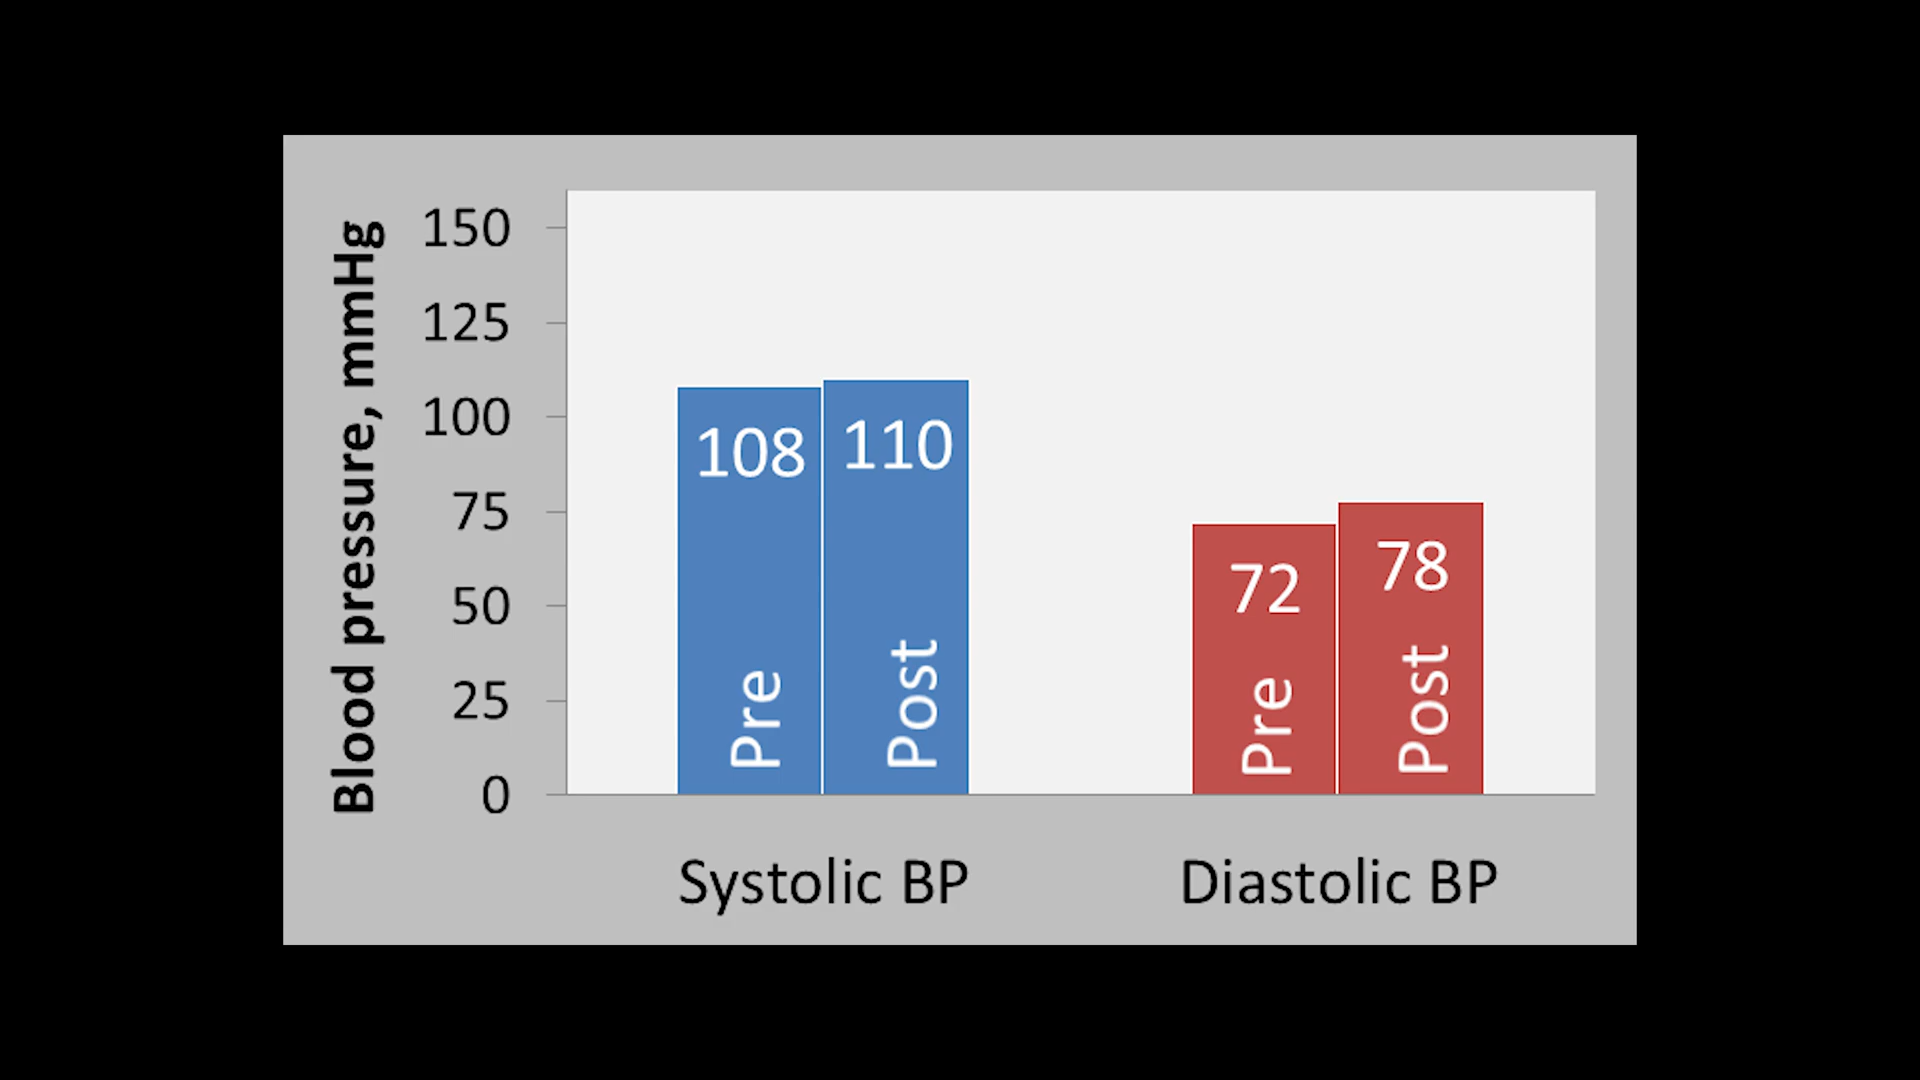 Blood pressure, mmHg
150
125
100
75
50
25
0
108
110
Pre
Post
72
78
Pre
Post
Systolic BP
Diastolic BP